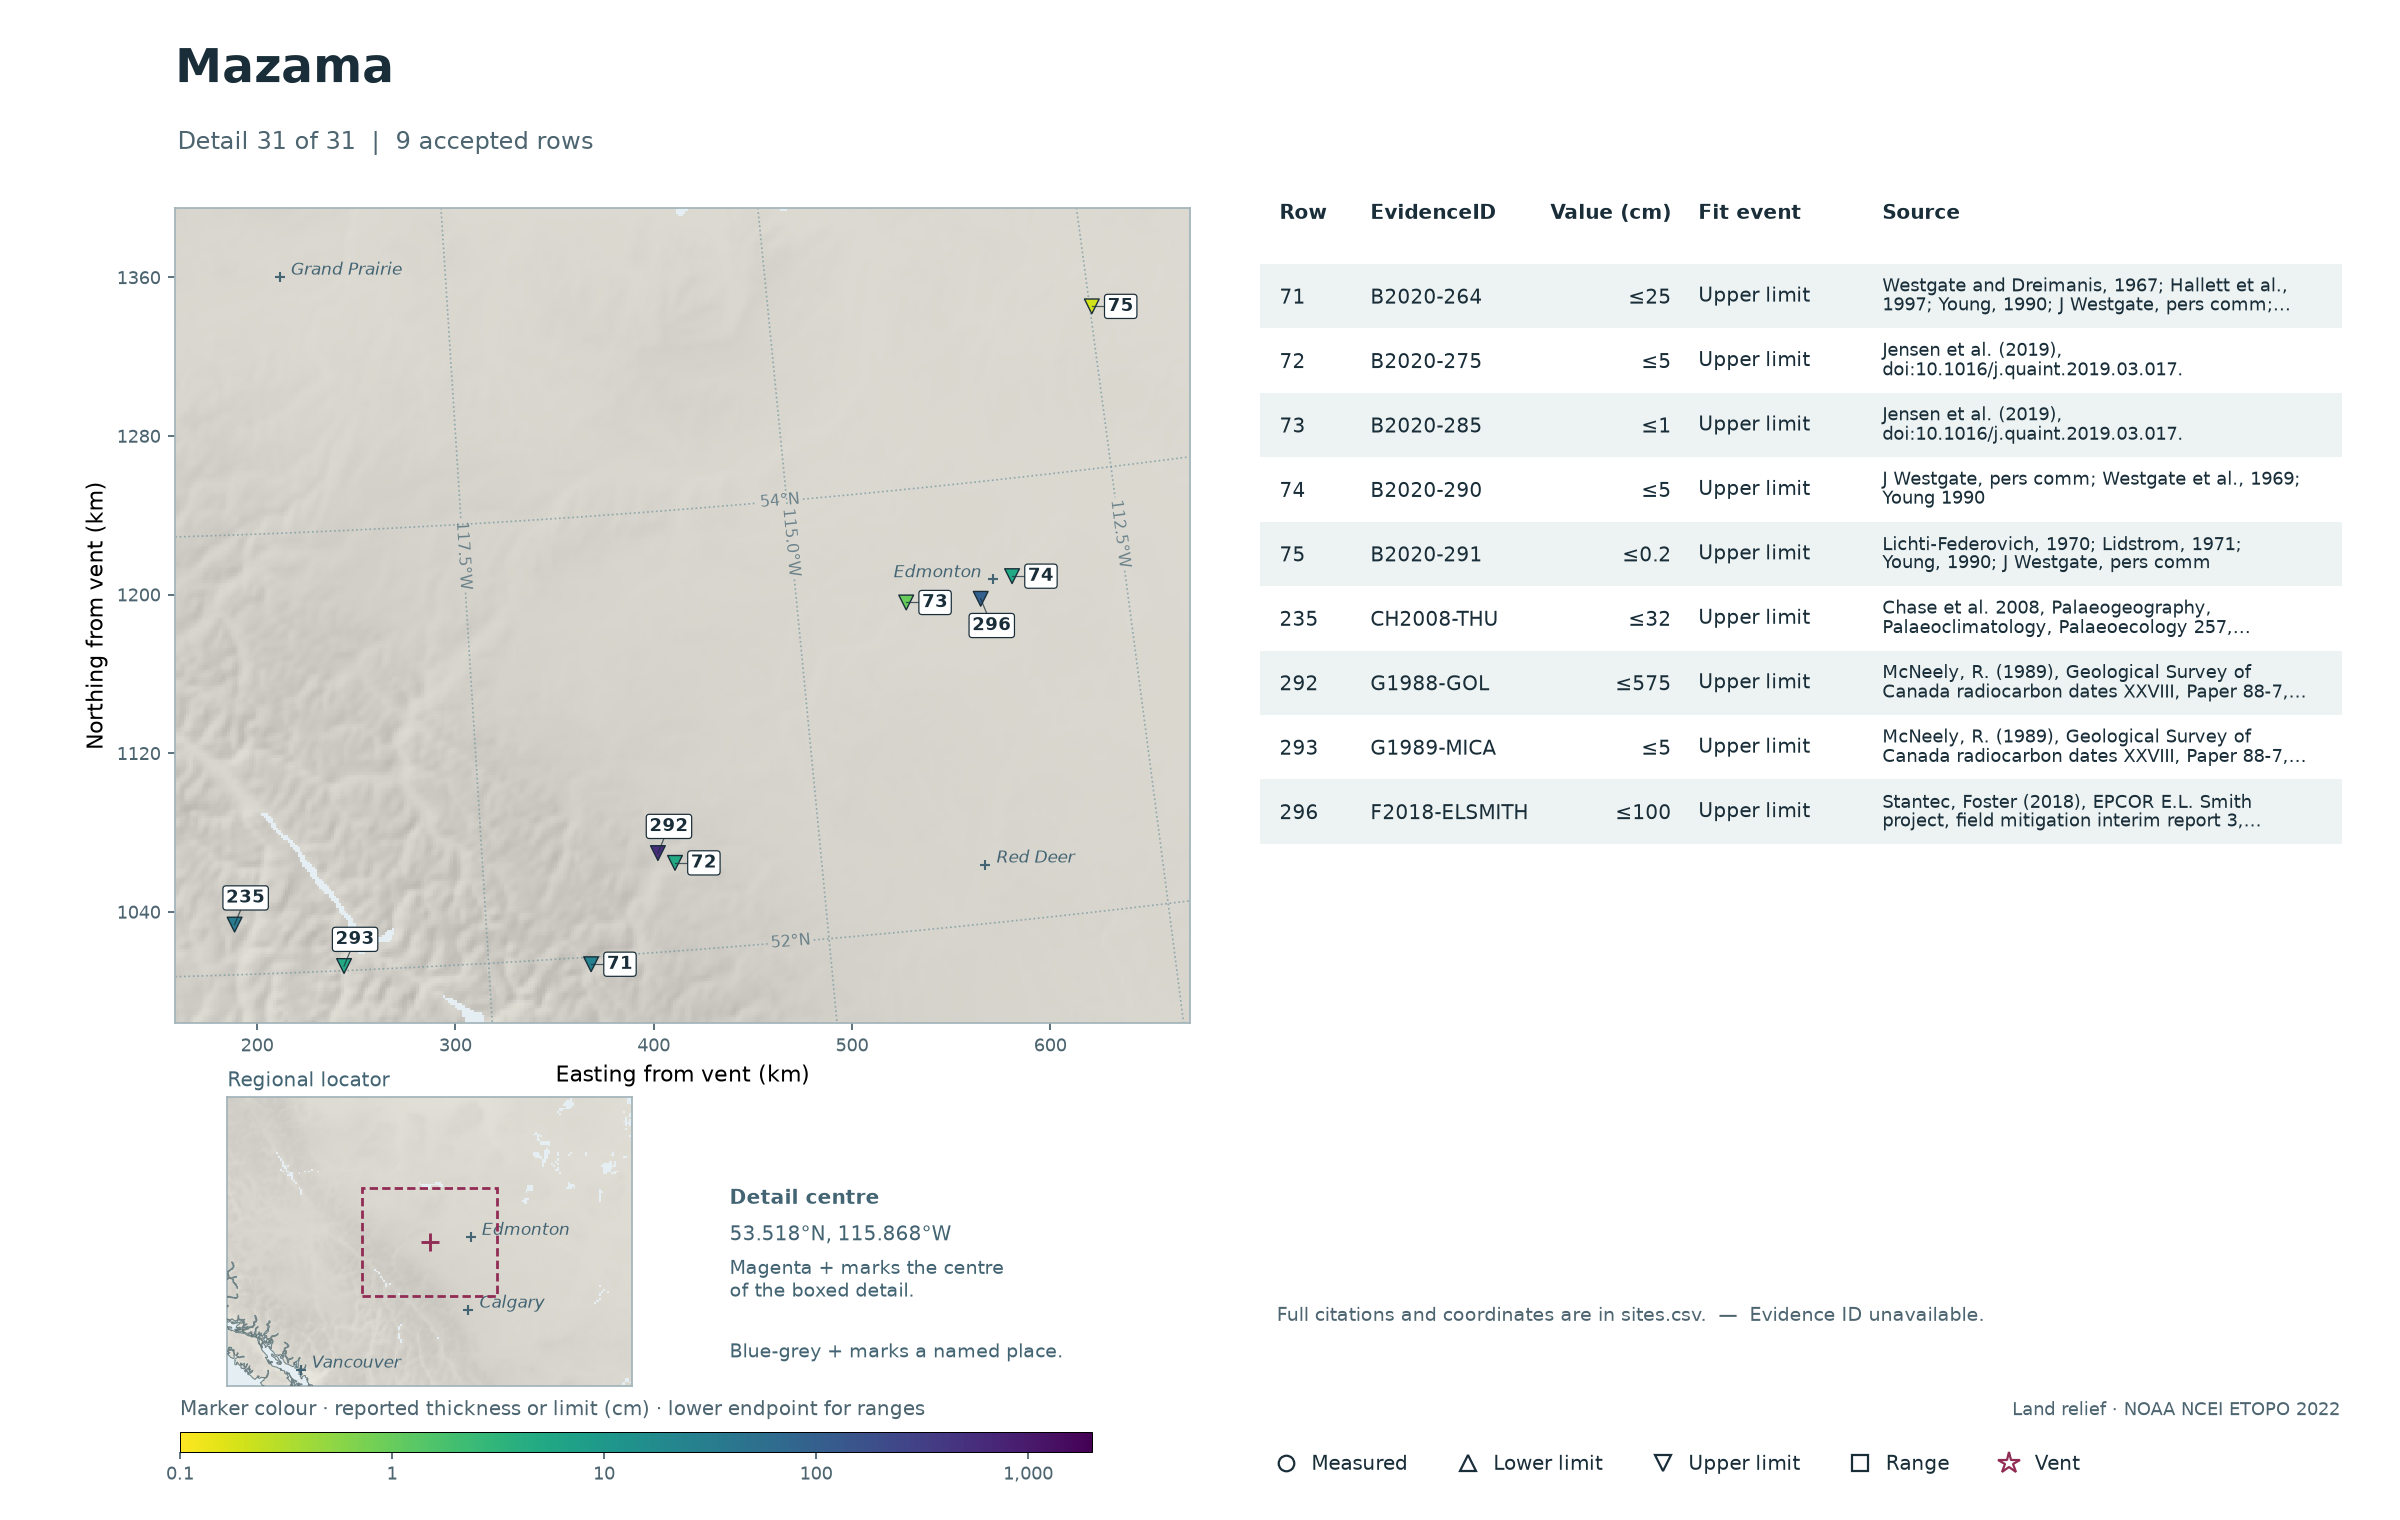 Mazama
Detail 31 of 31  |  9 accepted rows
Grand Prairie
75
54°N
117.5°W
115.0°W
112.5°W
Edmonton
74
73
296
292
72
Red Deer
235
293
52°N
71
1360
1280
1200
1120
1040
Northing from vent (km)
200 300 400 500 600
Easting from vent (km)
Row EvidenceID Value (cm) Fit event Source
71 B2020-264 ≤25 Upper limit Westgate and Dreimanis, 1967; Hallett et al.,
1997; Young, 1990; J Westgate, pers comm;...
72 B2020-275 ≤5 Upper limit Jensen et al. (2019),
doi:10.1016/j.quaint.2019.03.017.
73 B2020-285 ≤1 Upper limit Jensen et al. (2019),
doi:10.1016/j.quaint.2019.03.017.
74 B2020-290 ≤5 Upper limit J Westgate, pers comm; Westgate et al., 1969;
Young 1990
75 B2020-291 ≤0.2 Upper limit Lichti-Federovich, 1970; Lidstrom, 1971;
Young, 1990; J Westgate, pers comm
235 CH2008-THU ≤32 Upper limit Chase et al. 2008, Palaeogeography,
Palaeoclimatology, Palaeoecology 257,...
292 G1988-GOL ≤575 Upper limit McNeely, R. (1989), Geological Survey of
Canada radiocarbon dates XXVIII, Paper 88-7,...
293 G1989-MICA ≤5 Upper limit McNeely, R. (1989), Geological Survey of
Canada radiocarbon dates XXVIII, Paper 88-7,...
296 F2018-ELSMITH ≤100 Upper limit Stantec, Foster (2018), EPCOR E.L. Smith
project, field mitigation interim report 3,...
Regional locator
Edmonton
Calgary
Vancouver
Detail centre
53.518°N, 115.868°W
Magenta + marks the centre
of the boxed detail.
Blue-grey + marks a named place.
Full citations and coordinates are in sites.csv.  —  Evidence ID unavailable.
Marker colour · reported thickness or limit (cm) · lower endpoint for ranges
0.1 1 10 100 1,000
Land relief · NOAA NCEI ETOPO 2022
Measured Lower limit Upper limit Range Vent